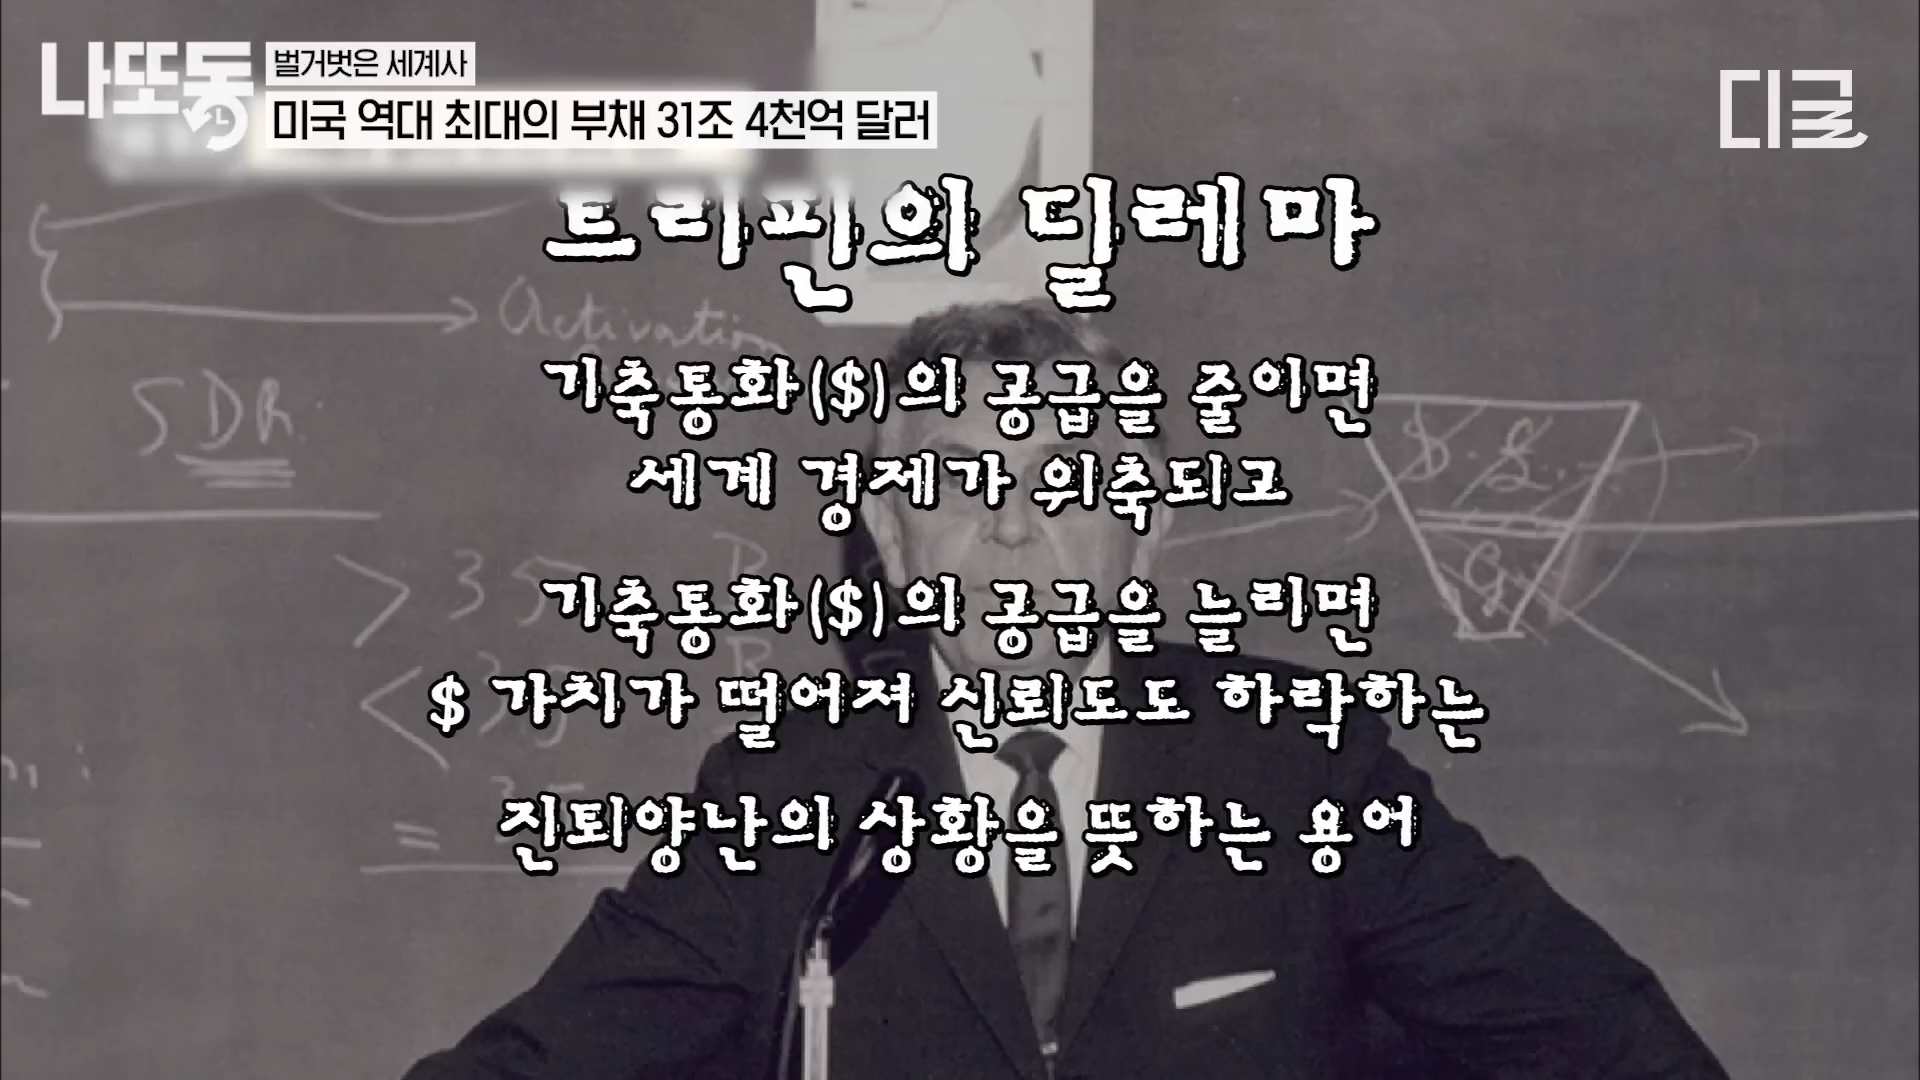 나또동
벌거벗은 세계사
미국 역대 최대의 부채 31조 4천억 달러
디글
트리핀의 딜레마
Activation
SDR
기축통화($)의 공급을 줄이면
세계 경제가 위축되고
> 35
기축통화($)의 공급을 늘리면
$ 가치가 떨어져 신뢰도도 하락하는
진퇴양난의 상황을 뜻하는 용어